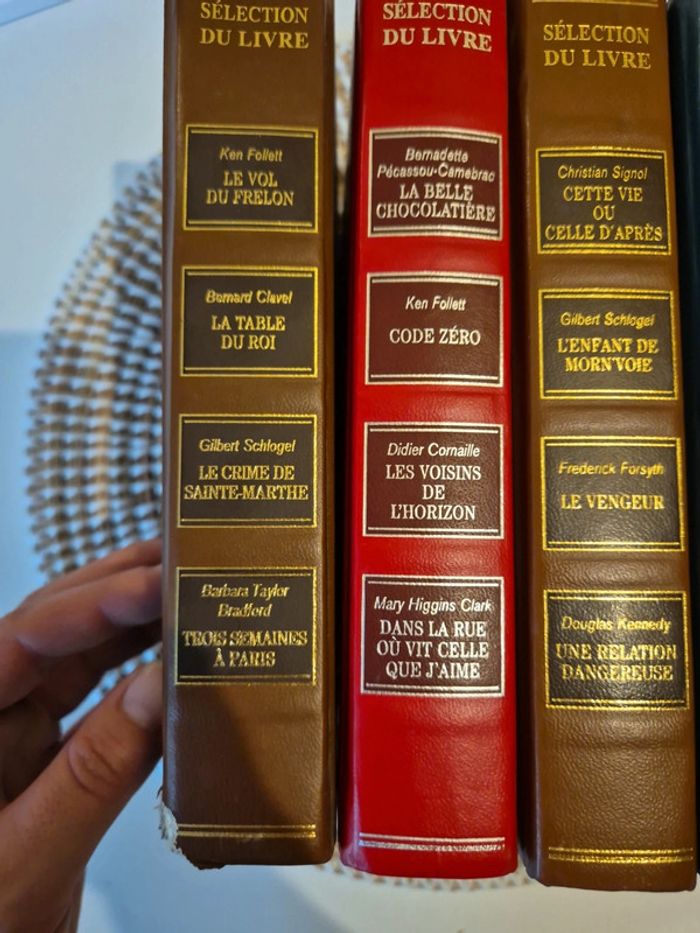 SÉLECTION
DU LIVRE
Ken Follett
LE VOL
DU FRELON
Bernard Clavel
LA TABLE
DU ROI
Gilbert Schlogel
LE CRIME DE
SAINTE-MARTHE
Barbara Taylor
Bradford
TROIS SEMAINES
À PARIS
SÉLECTION
DU LIVRE
Bernadette
Pécassou-Camebrac
LA BELLE
CHOCOLATIÈRE
Ken Follett
CODE ZÉRO
Didier Cornaille
LES VOISINS
DE
L'HORIZON
Mary Higgins Clark
DANS LA RUE
OÙ VIT CELLE
QUE J'AIME
SÉLECTION
DU LIVRE
Christian Signol
CETTE VIE
OU
CELLE D'APRÈS
Gilbert Schlogel
L'ENFANT DE
MORN'VOIE
Frederick Forsyth
LE VENGEUR
Douglas Kennedy
UNE RELATION
DANGEREUSE